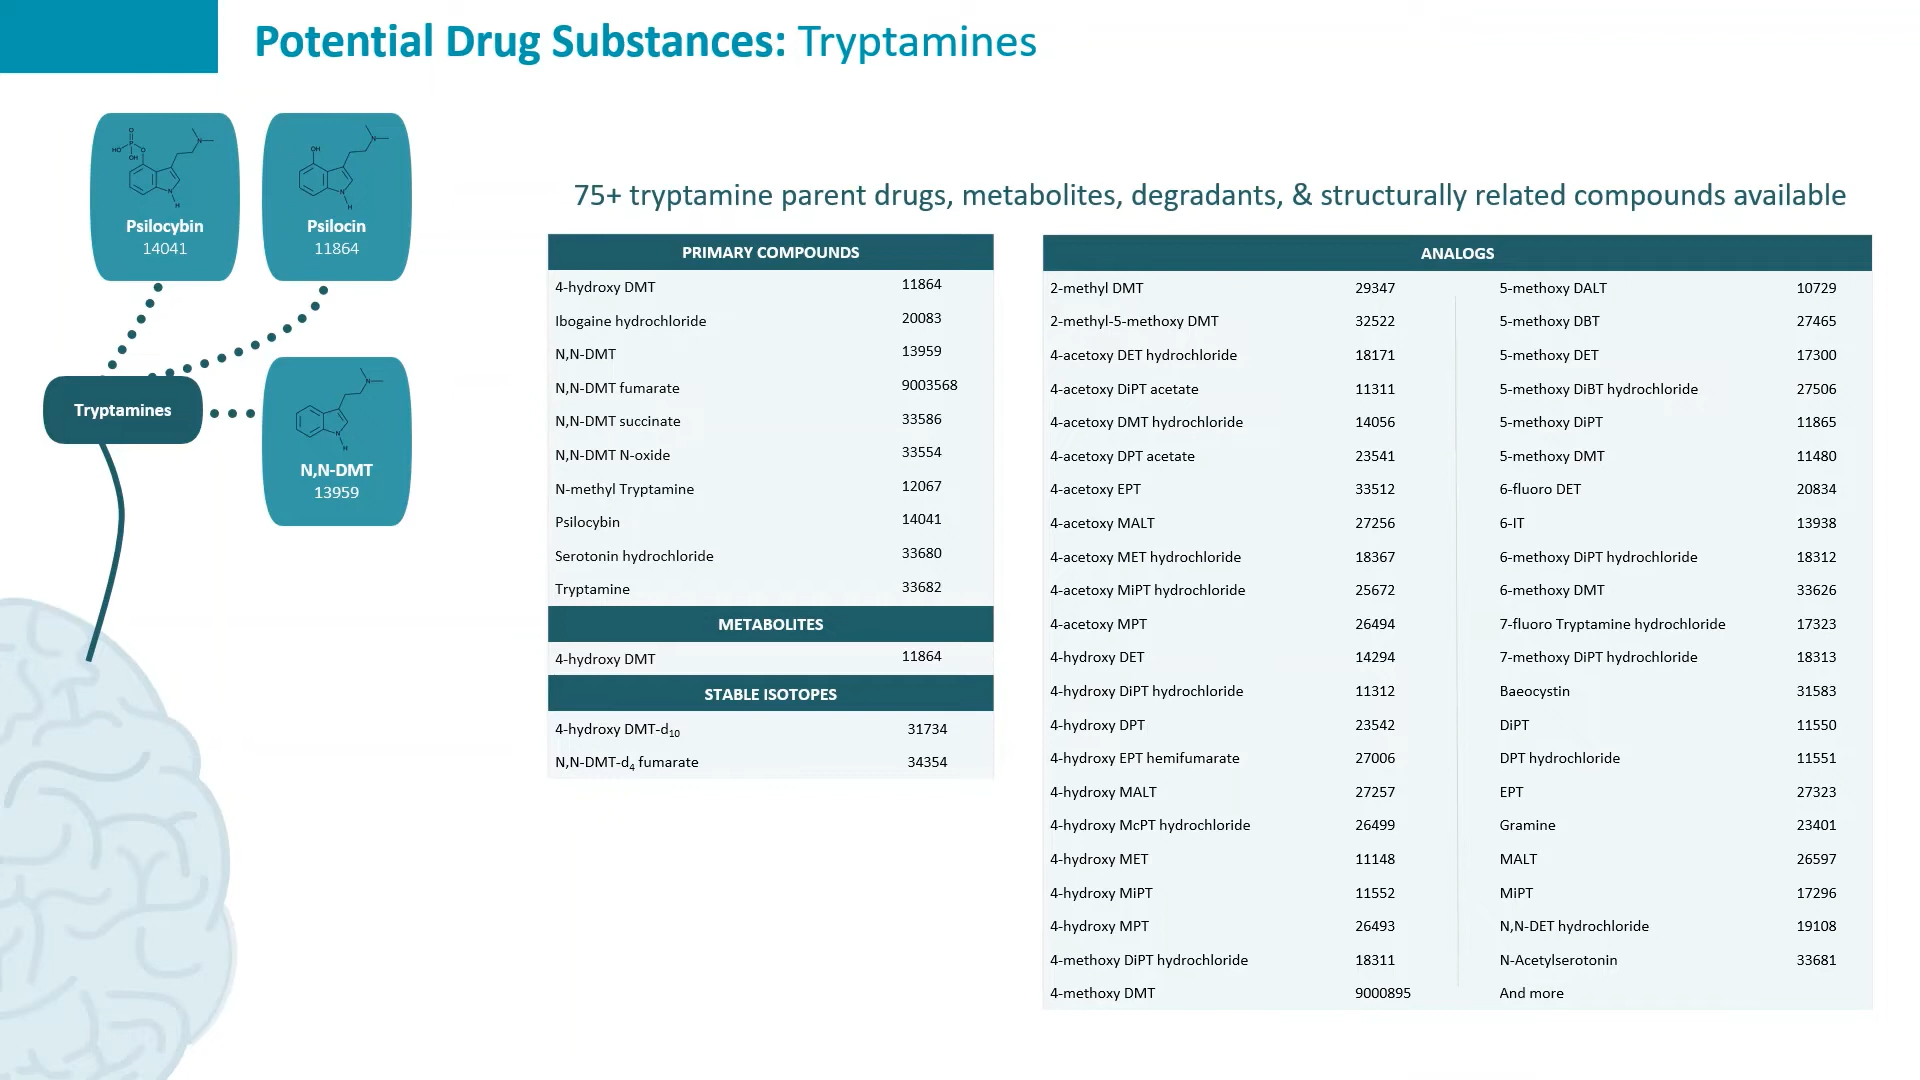 Potential Drug Substances: Tryptamines
O
HO P O
OH
N
N
H
Psilocybin
14041
OH
N
N
H
Psilocin
11864
Tryptamines
N
N
H
N,N-DMT
13959
75+ tryptamine parent drugs, metabolites, degradants, & structurally related compounds available
PRIMARY COMPOUNDS
4-hydroxy DMT 11864
Ibogaine hydrochloride 20083
N,N-DMT 13959
N,N-DMT fumarate 9003568
N,N-DMT succinate 33586
N,N-DMT N-oxide 33554
N-methyl Tryptamine 12067
Psilocybin 14041
Serotonin hydrochloride 33680
Tryptamine 33682
METABOLITES
4-hydroxy DMT 11864
STABLE ISOTOPES
4-hydroxy DMT-d10 31734
N,N-DMT-d4 fumarate 34354
ANALOGS
2-methyl DMT 29347
2-methyl-5-methoxy DMT 32522
4-acetoxy DET hydrochloride 18171
4-acetoxy DiPT acetate 11311
4-acetoxy DMT hydrochloride 14056
4-acetoxy DPT acetate 23541
4-acetoxy EPT 33512
4-acetoxy MALT 27256
4-acetoxy MET hydrochloride 18367
4-acetoxy MiPT hydrochloride 25672
4-acetoxy MPT 26494
4-hydroxy DET 14294
4-hydroxy DiPT hydrochloride 11312
4-hydroxy DPT 23542
4-hydroxy EPT hemifumarate 27006
4-hydroxy MALT 27257
4-hydroxy McPT hydrochloride 26499
4-hydroxy MET 11148
4-hydroxy MiPT 11552
4-hydroxy MPT 26493
4-methoxy DiPT hydrochloride 18311
4-methoxy DMT 9000895
5-methoxy DALT 10729
5-methoxy DBT 27465
5-methoxy DET 17300
5-methoxy DiBT hydrochloride 27506
5-methoxy DiPT 11865
5-methoxy DMT 11480
6-fluoro DET 20834
6-IT 13938
6-methoxy DiPT hydrochloride 18312
6-methoxy DMT 33626
7-fluoro Tryptamine hydrochloride 17323
7-methoxy DiPT hydrochloride 18313
Baeocystin 31583
DiPT 11550
DPT hydrochloride 11551
EPT 27323
Gramine 23401
MALT 26597
MiPT 17296
N,N-DET hydrochloride 19108
N-Acetylserotonin 33681
And more